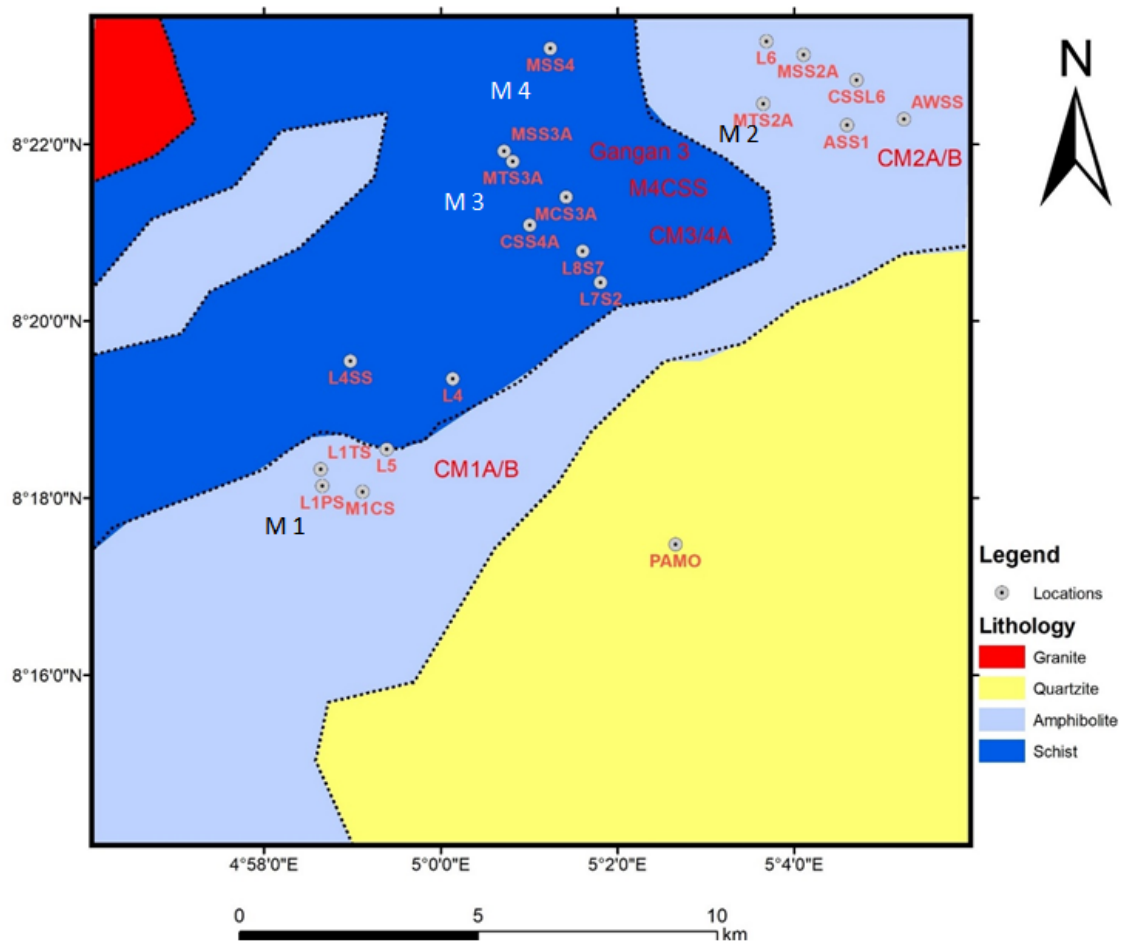 N
L6
MSS4
MSS2A
M 4
CSSL6
AWSS
MTS2A
M 2
ASS1
8°22'0"N
MSS3A
Gangan 3
CM2A/B
MTS3A
M4CSS
M 3
MCS3A
CSS4A
CM3/4A
L8S7
L7S2
8°20'0"N
L4SS
L4
L1TS
L5
CM1A/B
8°18'0"N
L1PS
M1CS
M 1
PAMO
Legend
Locations
Lithology
Granite
Quartzite
8°16'0"N
Amphibolite
Schist
4°58'0"E
5°0'0"E
5°2'0"E
5°4'0"E
0
5
10
km